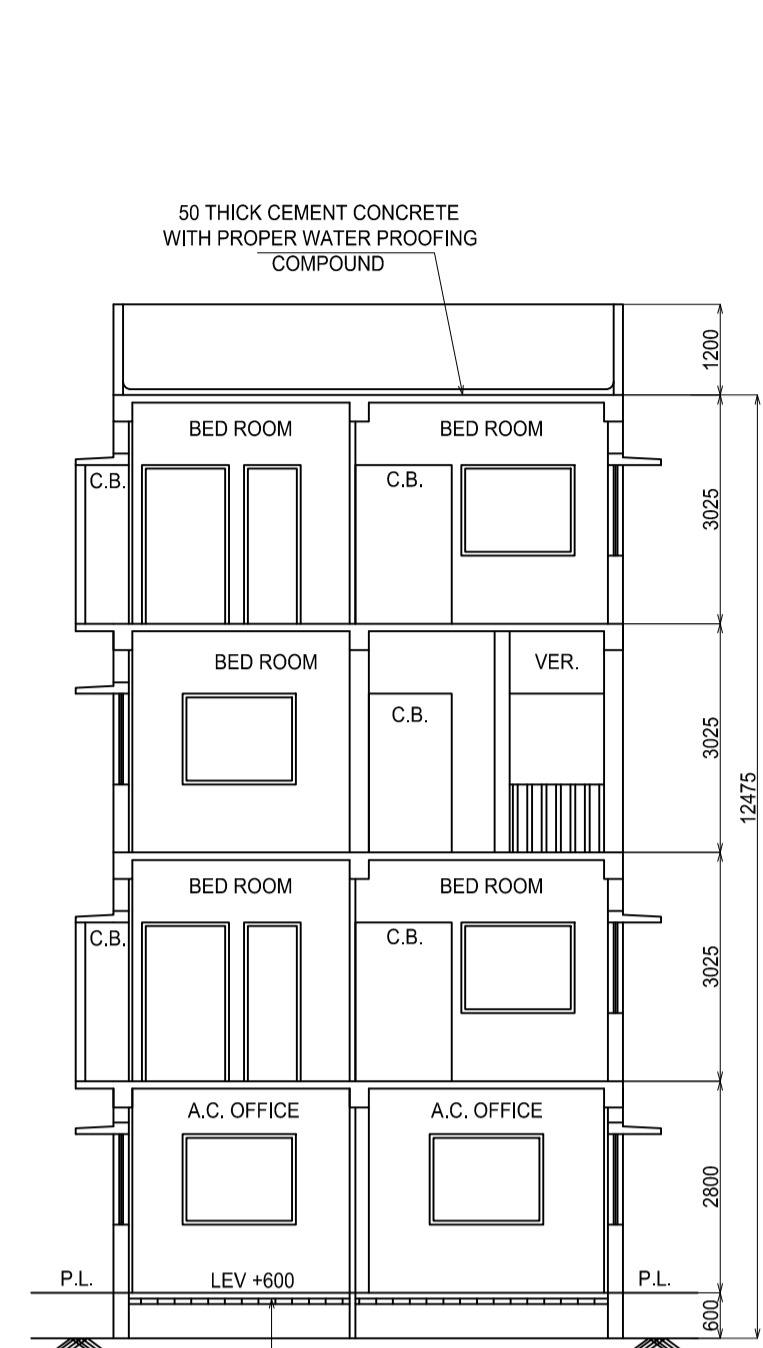 50 THICK CEMENT CONCRETE
WITH PROPER WATER PROOFING
COMPOUND
1200
BED ROOM
BED ROOM
C.B.
C.B.
3025
BED ROOM
VER.
C.B.
3025
12475
BED ROOM
BED ROOM
C.B.
C.B.
3025
A.C. OFFICE
A.C. OFFICE
2800
P.L.
LEV +600
P.L.
600